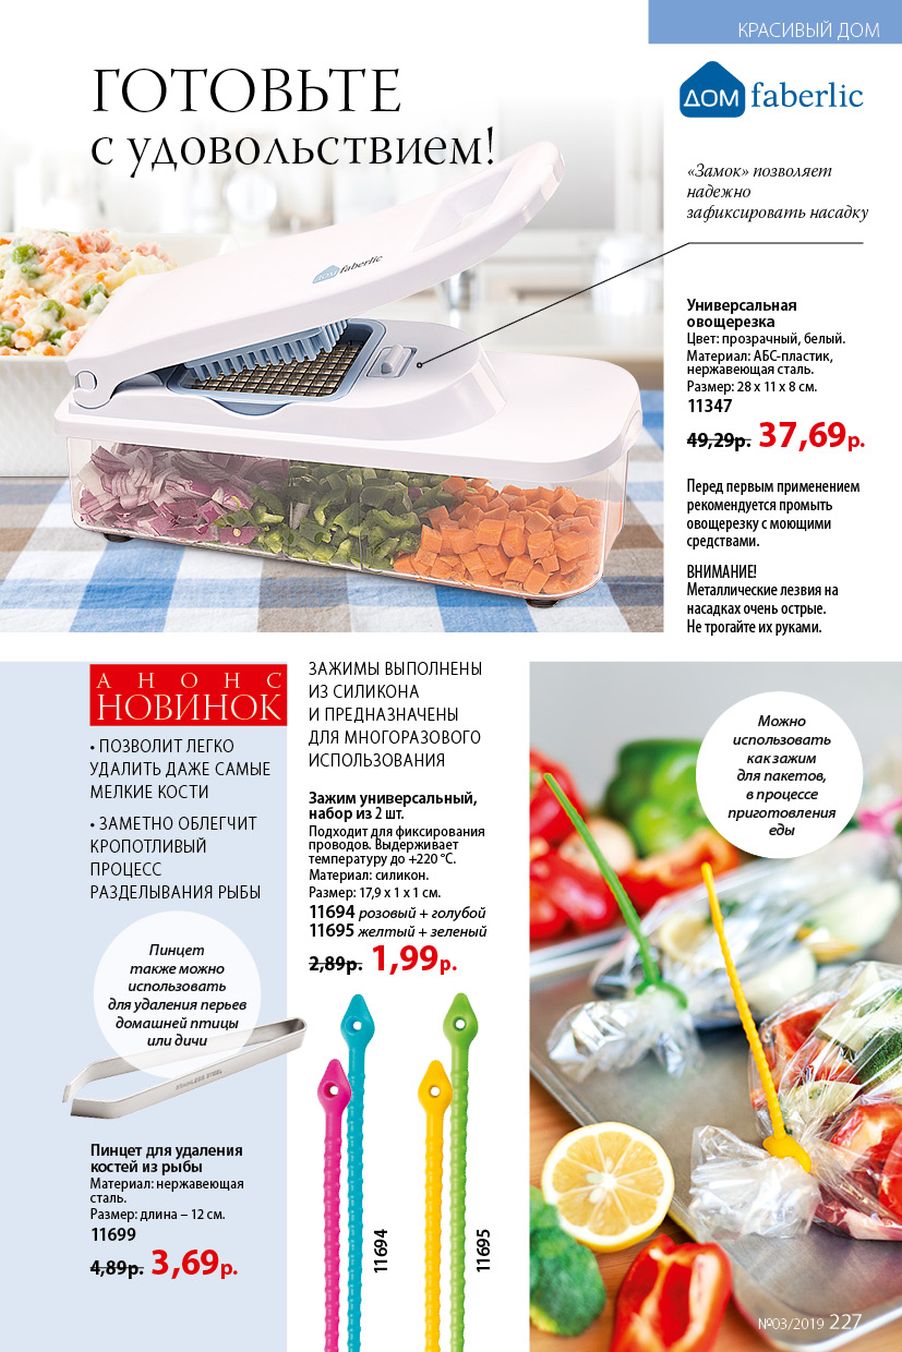 КРАСИВЫЙ ДОМ
ГОТОВЬТЕ
с удовольствием!
ДОМ faberlic
«Замок» позволяет
надежно
зафиксировать насадку
ДОМ faberlic
Универсальная
овощерезка
Цвет: прозрачный, белый.
Материал: АБС-пластик,
нержавеющая сталь.
Размер: 28 х 11 х 8 см.
11347
49,29р. 37,69р.
Перед первым применением
рекомендуется промыть
овощерезку с моющими
средствами.
ВНИМАНИЕ!
Металлические лезвия на
насадках очень острые.
Не трогайте их руками.
АНОНС
НОВИНОК
• ПОЗВОЛИТ ЛЕГКО
УДАЛИТЬ ДАЖЕ САМЫЕ
МЕЛКИЕ КОСТИ
• ЗАМЕТНО ОБЛЕГЧИТ
КРОПОТЛИВЫЙ
ПРОЦЕСС
РАЗДЕЛЫВАНИЯ РЫБЫ
Пинцет
также можно
использовать
для удаления перьев
домашней птицы
или дичи
STAINLESS STEEL
Пинцет для удаления
костей из рыбы
Материал: нержавеющая
сталь.
Размер: длина – 12 см.
11699
4,89р. 3,69р.
ЗАЖИМЫ ВЫПОЛНЕНЫ
ИЗ СИЛИКОНА
И ПРЕДНАЗНАЧЕНЫ
ДЛЯ МНОГОРАЗОВОГО
ИСПОЛЬЗОВАНИЯ
Зажим универсальный,
набор из 2 шт.
Подходит для фиксирования
проводов. Выдерживает
температуру до +220 °С.
Материал: силикон.
Размер: 17,9 х 1 х 1 см.
11694 розовый + голубой
11695 желтый + зеленый
2,89р. 1,99р.
11694
11695
Можно
использовать
как зажим
для пакетов,
в процессе
приготовления
еды
№03/2019 227